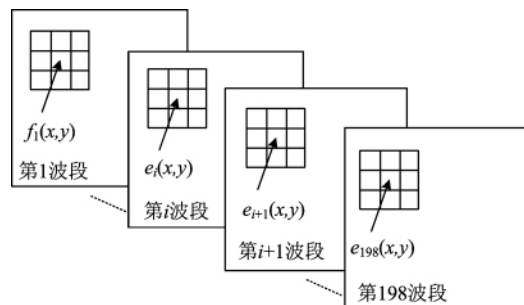 f₁(x,y)
第1波段
eᵢ(x,y)
第i波段
eᵢ₊₁(x,y)
第i+1波段
e₁₉₈(x,y)
第198波段